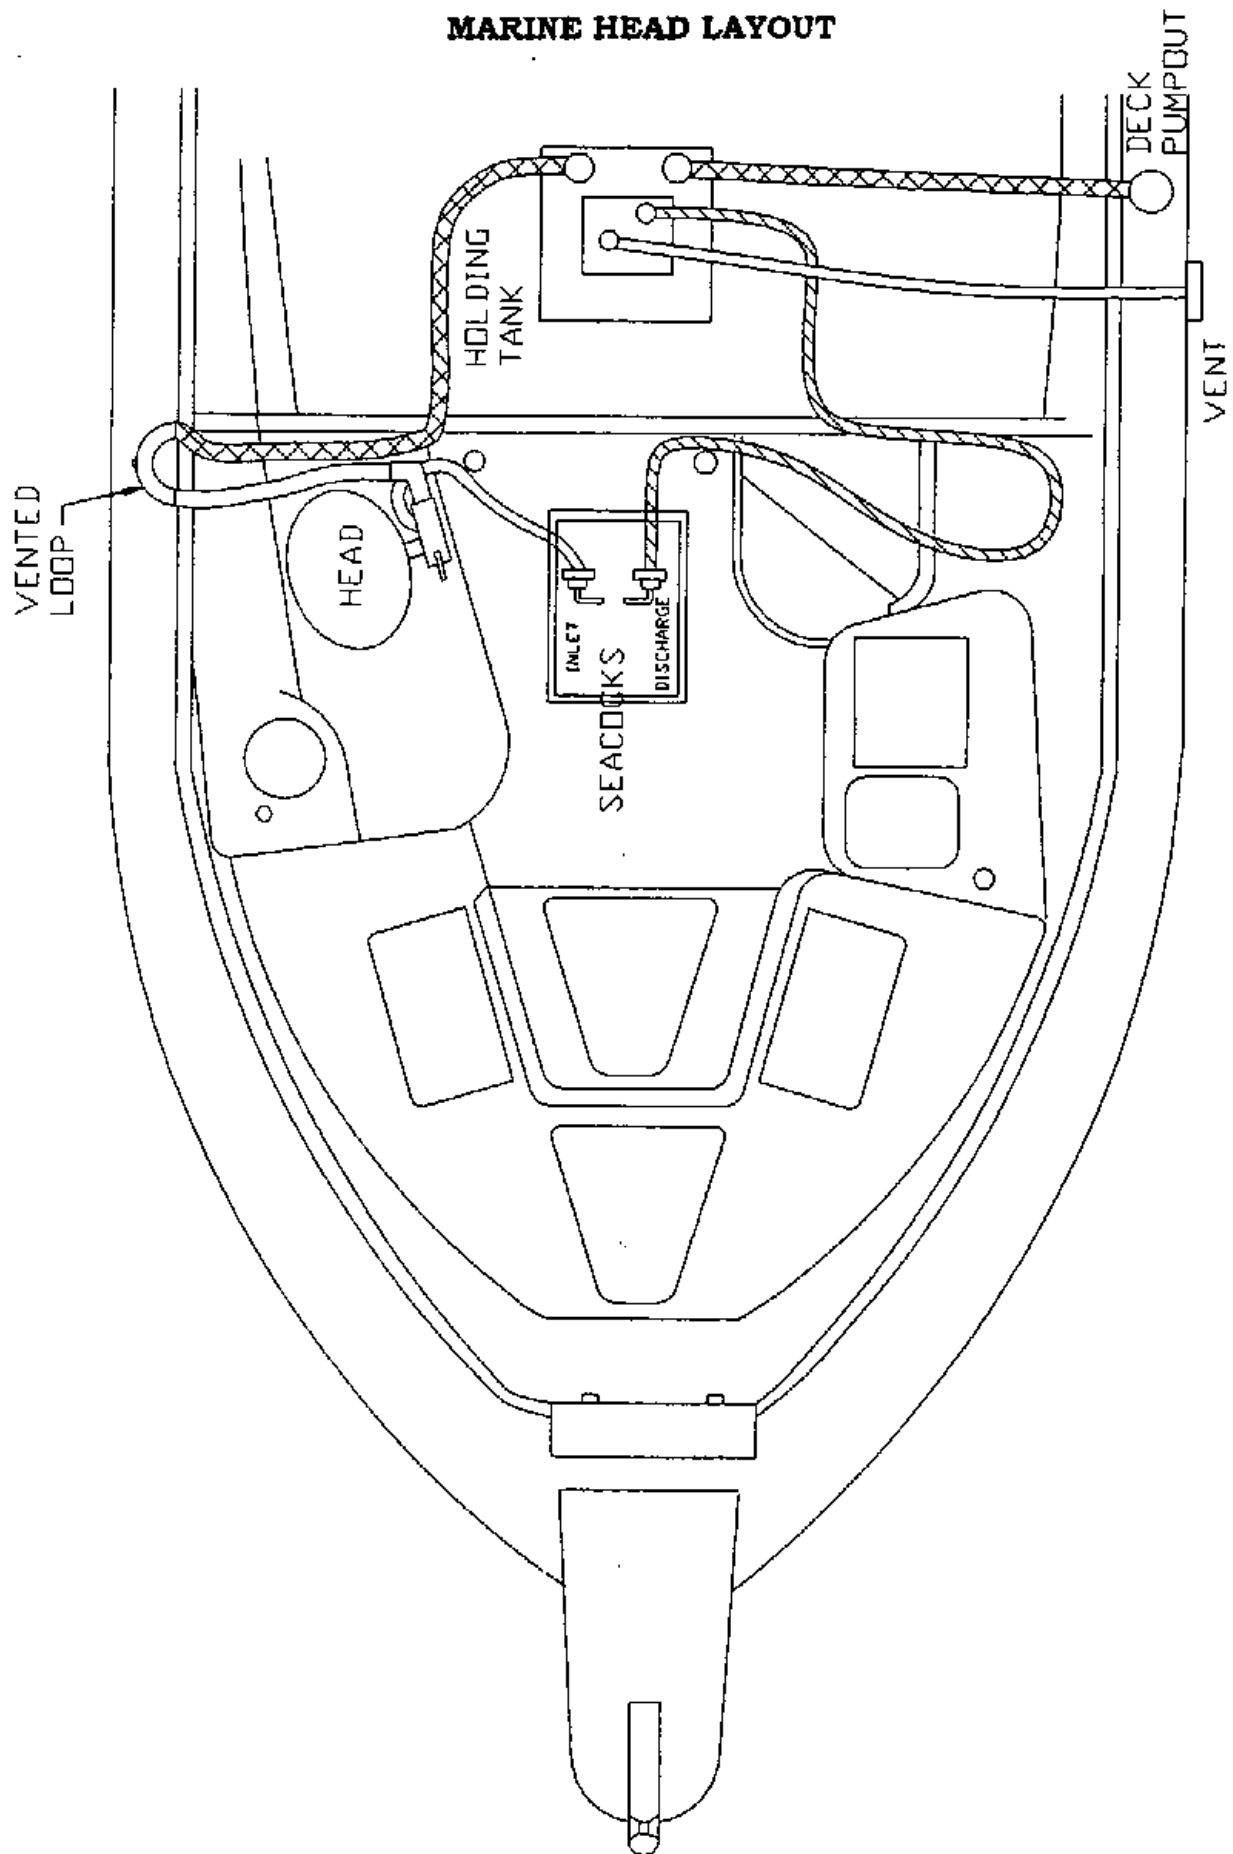 MARINE HEAD LAYOUT
DECK
PUMPOUT
HOLDING
TANK
VENT
VENTED
LOOP
HEAD
INLET
DISCHARGE
SEACOCKS